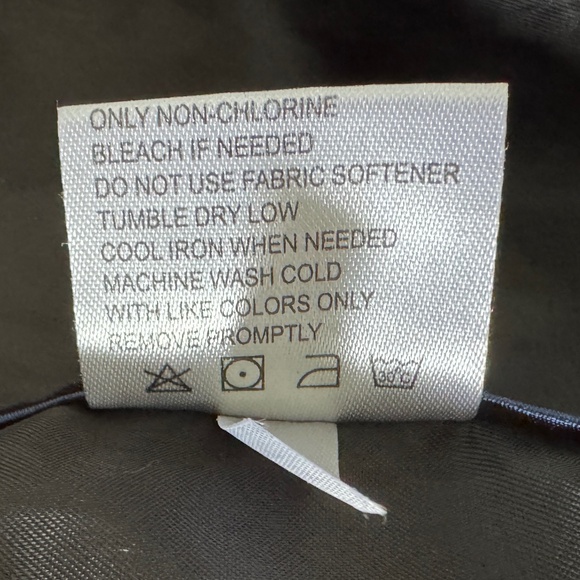 ONLY NON-CHLORINE
BLEACH IF NEEDED
DO NOT USE FABRIC SOFTENER
TUMBLE DRY LOW
COOL IRON WHEN NEEDED
MACHINE WASH COLD
WITH LIKE COLORS ONLY
REMOVE PROMPTLY
30°C